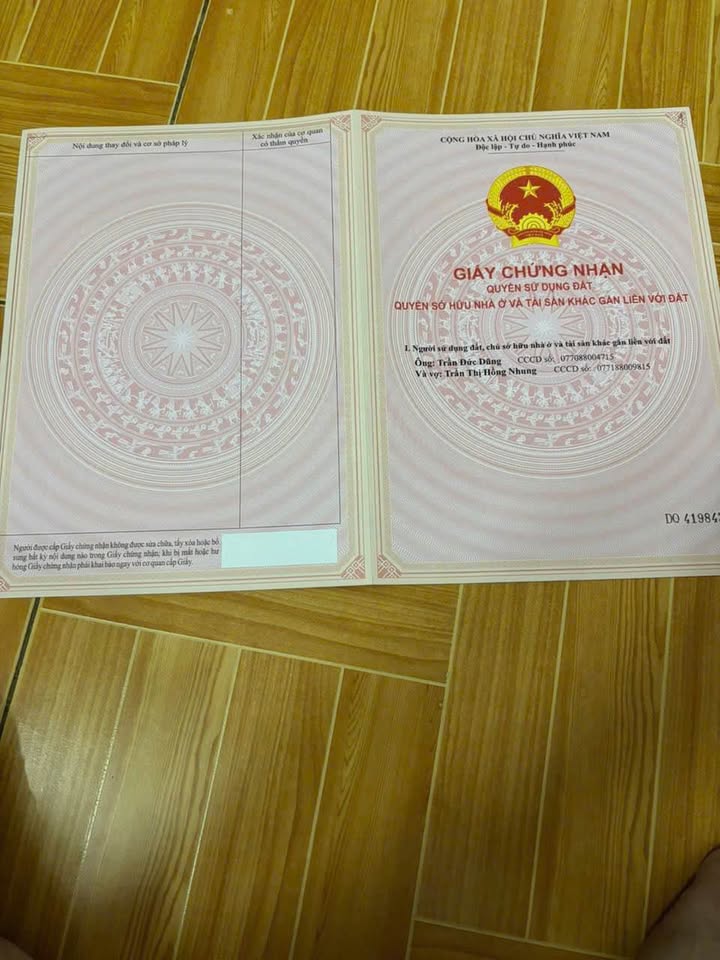 Nội dung thay đổi và cơ sở pháp lý
Xác nhận của cơ quan
có thẩm quyền
Người được cấp Giấy chứng nhận không được sửa chữa, tẩy xóa hoặc bổ
sung bất kỳ nội dung nào trong Giấy chứng nhận; khi bị mất hoặc hư
hỏng Giấy chứng nhận phải khai báo ngay với cơ quan cấp Giấy.
CỘNG HÒA XÃ HỘI CHỦ NGHĨA VIỆT NAM
Độc lập - Tự do - Hạnh phúc
GIẤY CHỨNG NHẬN
QUYỀN SỬ DỤNG ĐẤT
QUYỀN SỞ HỮU NHÀ Ở VÀ TÀI SẢN KHÁC GẮN LIỀN VỚI ĐẤT
I. Người sử dụng đất, chủ sở hữu nhà ở và tài sản khác gắn liền với đất
Ông: Trần Đức Dũng CCCD số: 077088004715
Và vợ: Trần Thị Hồng Nhung CCCD số: 077188009815
DO 41984